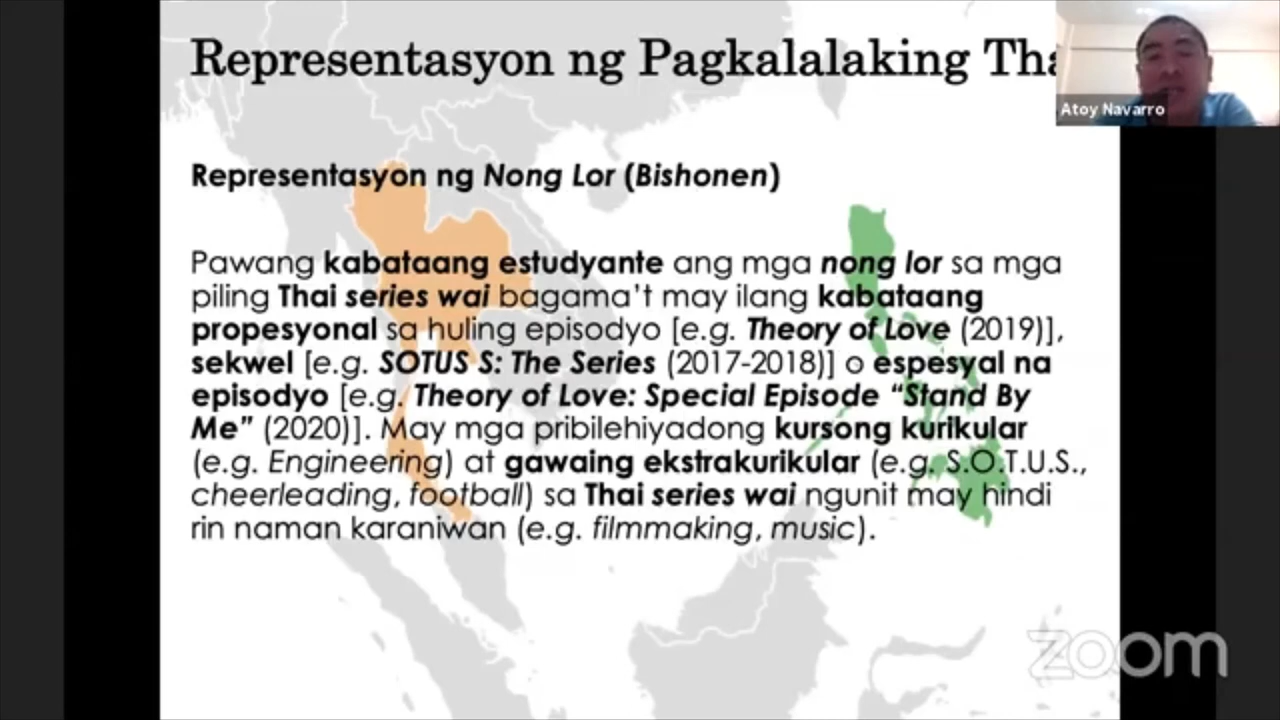 Representasyon ng Pagkalalaking Tha
Atoy Navarro
Representasyon ng Nong Lor (Bishonen)
Pawang kabataang estudyante ang mga nong lor sa mga
piling Thai series wai bagama't may ilang kabataang
propesyonal sa huling episodyo [e.g. Theory of Love (2019)],
sekwel [e.g. SOTUS S: The Series (2017-2018)] o espesyal na
episodyo [e.g. Theory of Love: Special Episode “Stand By
Me” (2020)]. May mga pribilehiyadong kursong kurikular
(e.g. Engineering) at gawaing ekstrakurikular (e.g. S.O.T.U.S.,
cheerleading, football) sa Thai series wai ngunit may hindi
rin naman karaniwan (e.g. filmmaking, music).
zoom